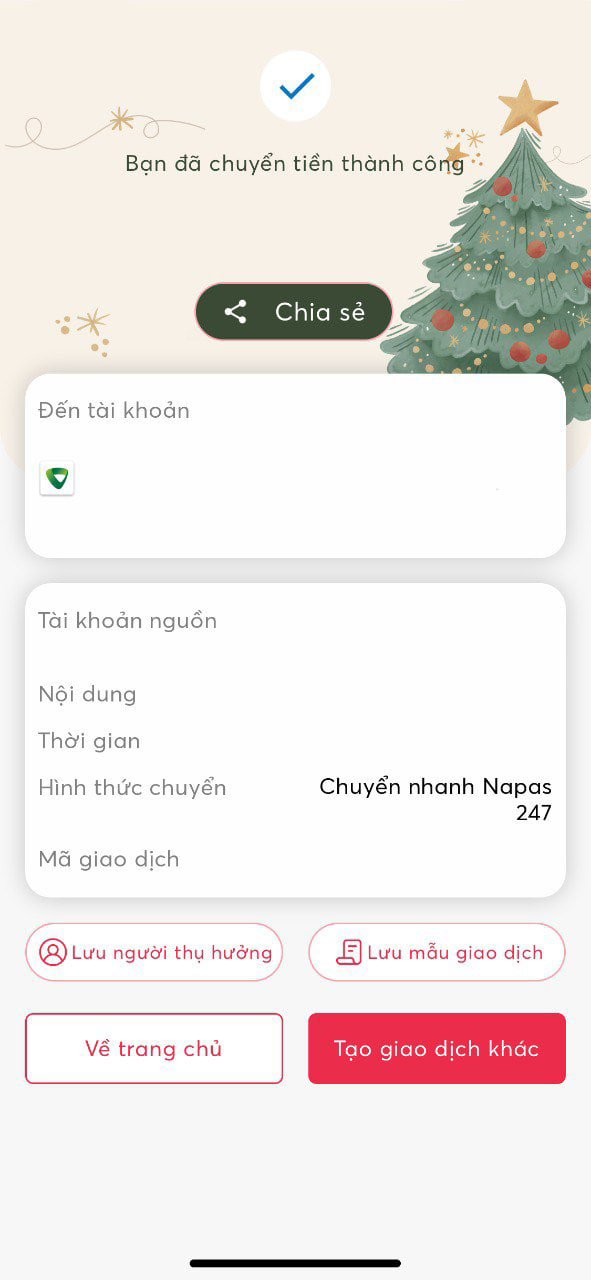 Bạn đã chuyển tiền thành công
Chia sẻ
Đến tài khoản
Tài khoản nguồn
Nội dung
Thời gian
Hình thức chuyển
Chuyển nhanh Napas
247
Mã giao dịch
Lưu người thụ hưởng
Lưu mẫu giao dịch
Về trang chủ
Tạo giao dịch khác